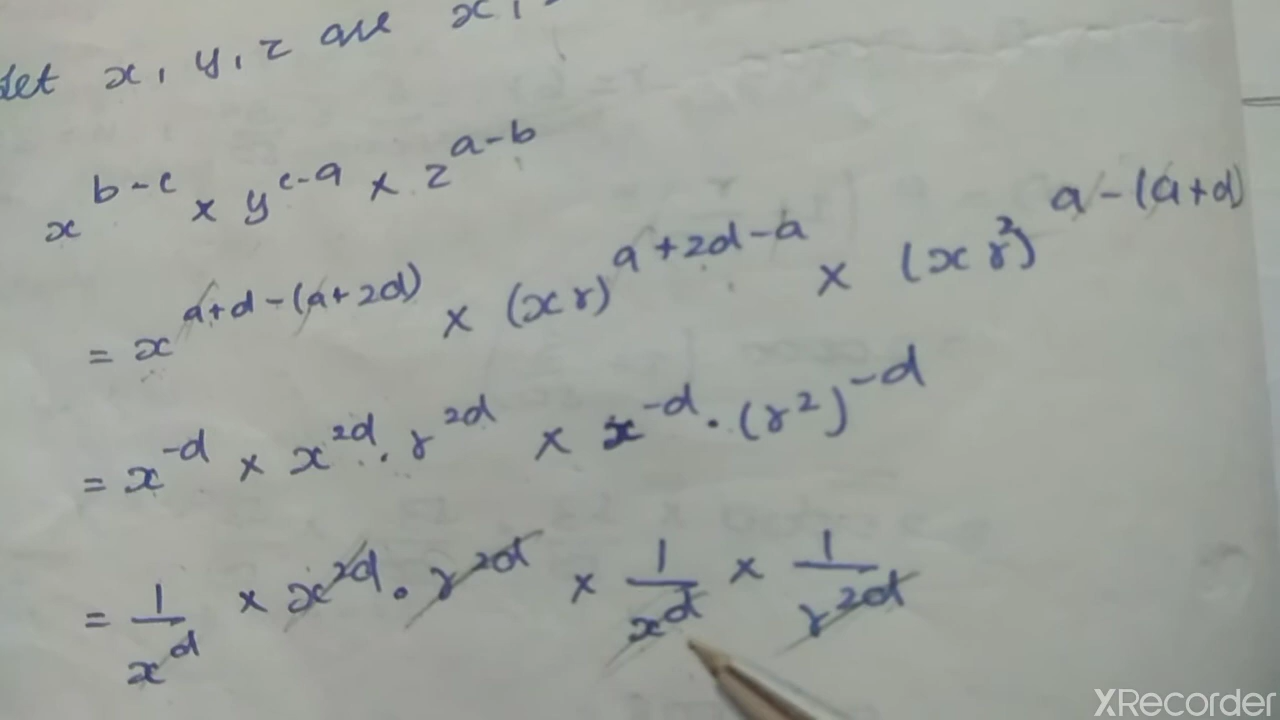 Let x, y, z are x,
x^{b-c} × y^{c-a} × z^{a-b}
= x^{a+d-(a+2d)} × (xr)^{a+2d-a} × (xr²)^{a-(a+d)}
= x^{-d} × x^{2d} · r^{2d} × x^{-d} · (r²)^{-d}
= 1/x^d × x^{2d} · r^{2d} × 1/x^d × 1/r^{2d}
XRecorder